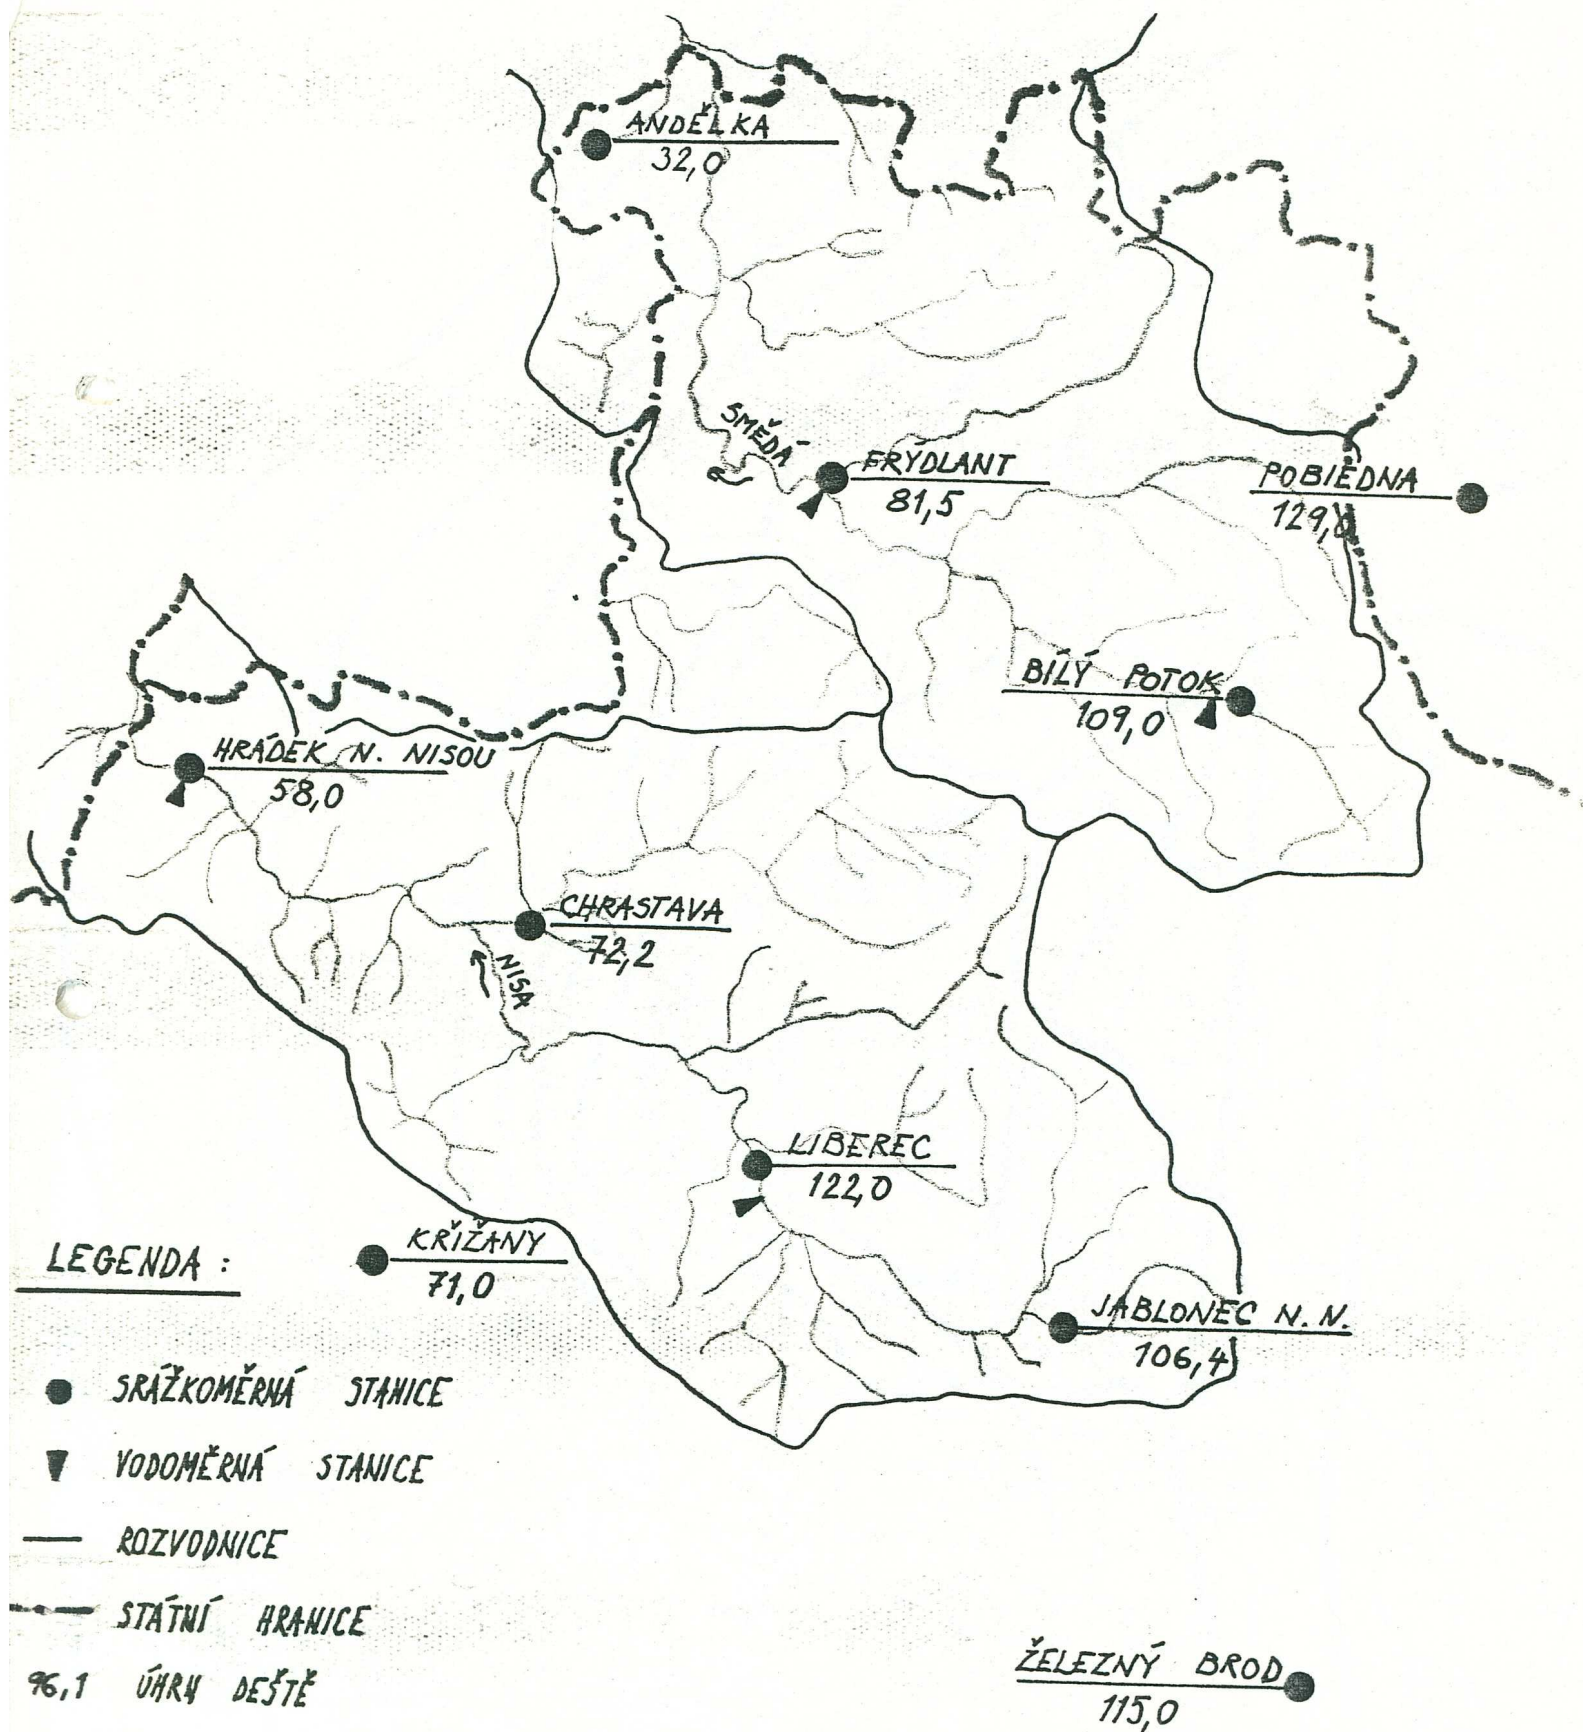 ANDĚLKA
32,0
SMĚDÁ
FRYDLANT
81,5
POBIEDNA
BÍLÝ POTOK
109,0
HRÁDEK N. NISOU
58,0
CHRASTAVA
72,2
NISA
LIBEREC
122,0
KŘIŽANY
71,0
JABLONEC N. N.
106,4
LEGENDA :
SRÁŽKOMĚRNÁ STANICE
VODOMĚRNÁ STANICE
ROZVODNICE
STÁTNÍ HRANICE
96,1 ÚHRN DEŠTĚ
ŽELEZNÝ BROD
115,0